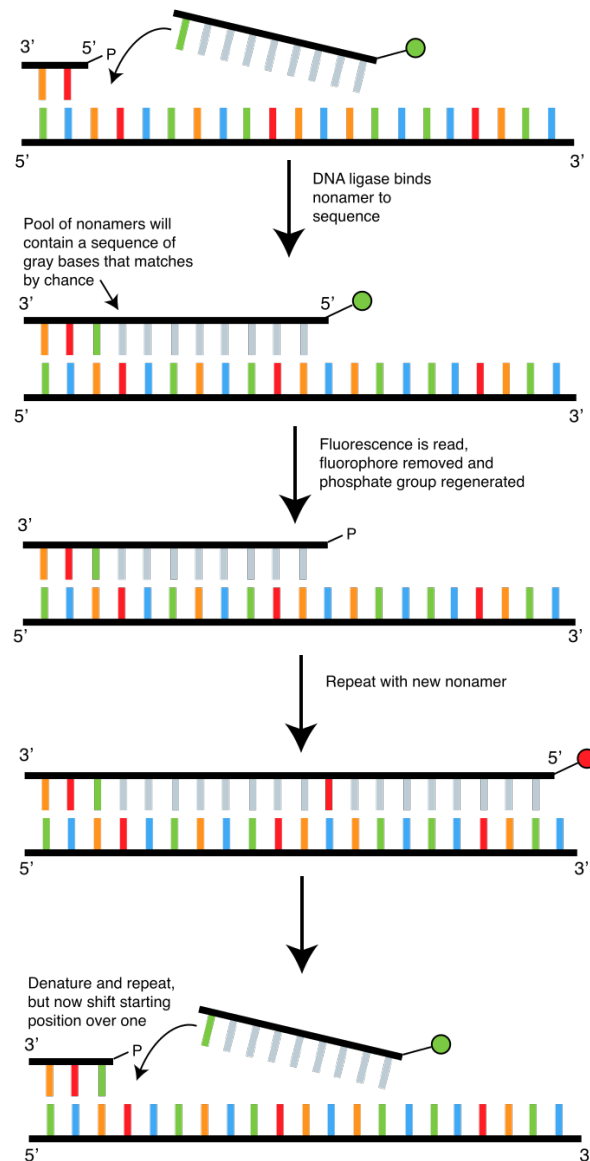 3’
5’
P
5’
3’
DNA ligase binds
nonamer to
sequence
Pool of nonamers will
contain a sequence of
gray bases that matches
by chance
3’
5’
5’
3’
Fluorescence is read,
fluorophore removed and
phosphate group regenerated
3’
P
5’
3’
Repeat with new nonamer
3’
5’
5’
3’
Denature and repeat,
but now shift starting
position over one
3’
P
5’
3